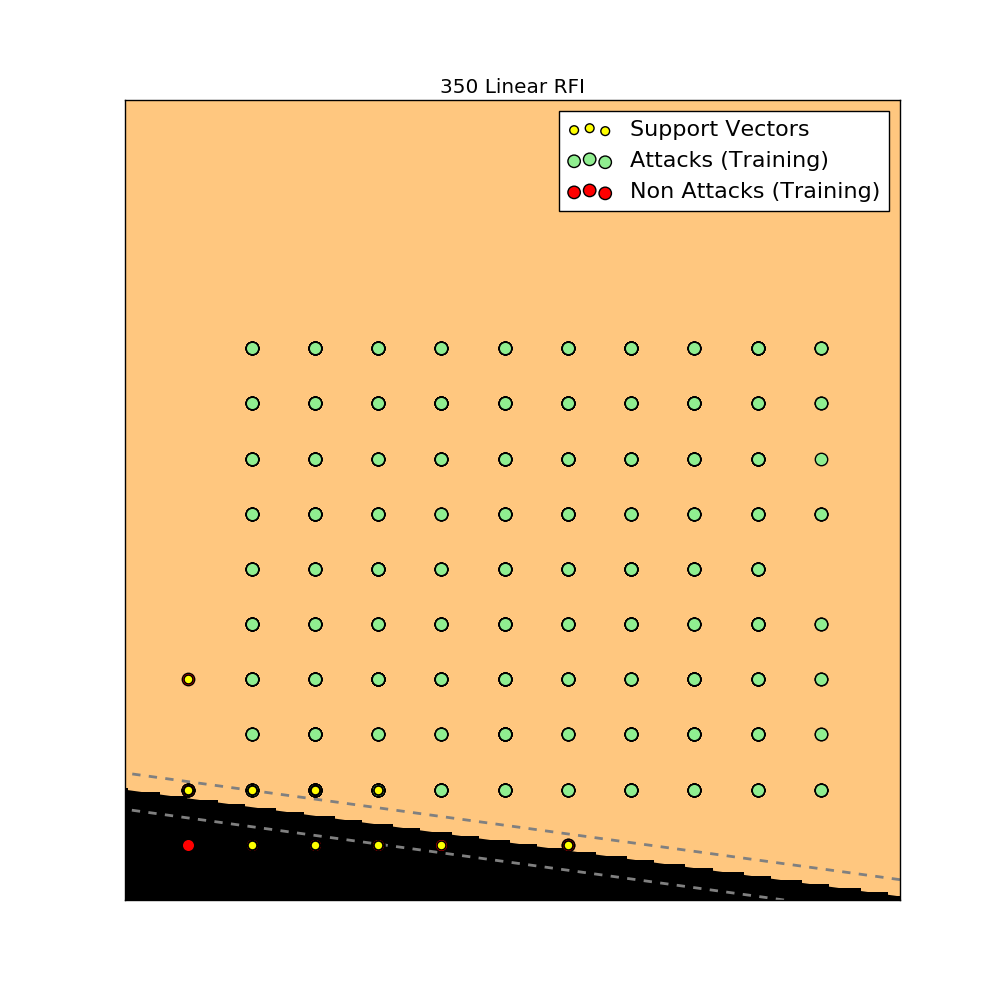 350 Linear RFI
Support Vectors
Attacks (Training)
Non Attacks (Training)